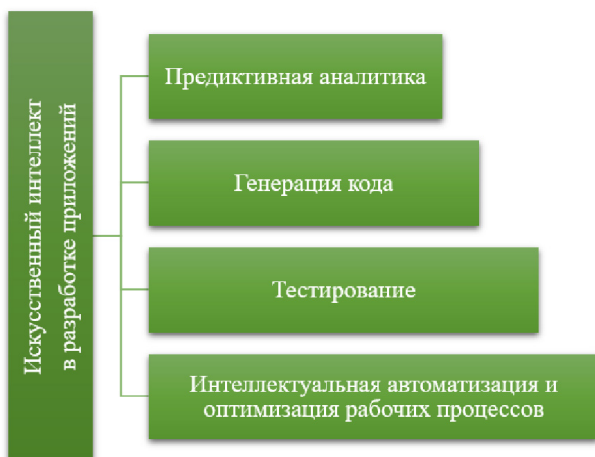 Искусственный интеллект
в разработке приложений
Предиктивная аналитика
Генерация кода
Тестирование
Интеллектуальная автоматизация и
оптимизация рабочих процессов